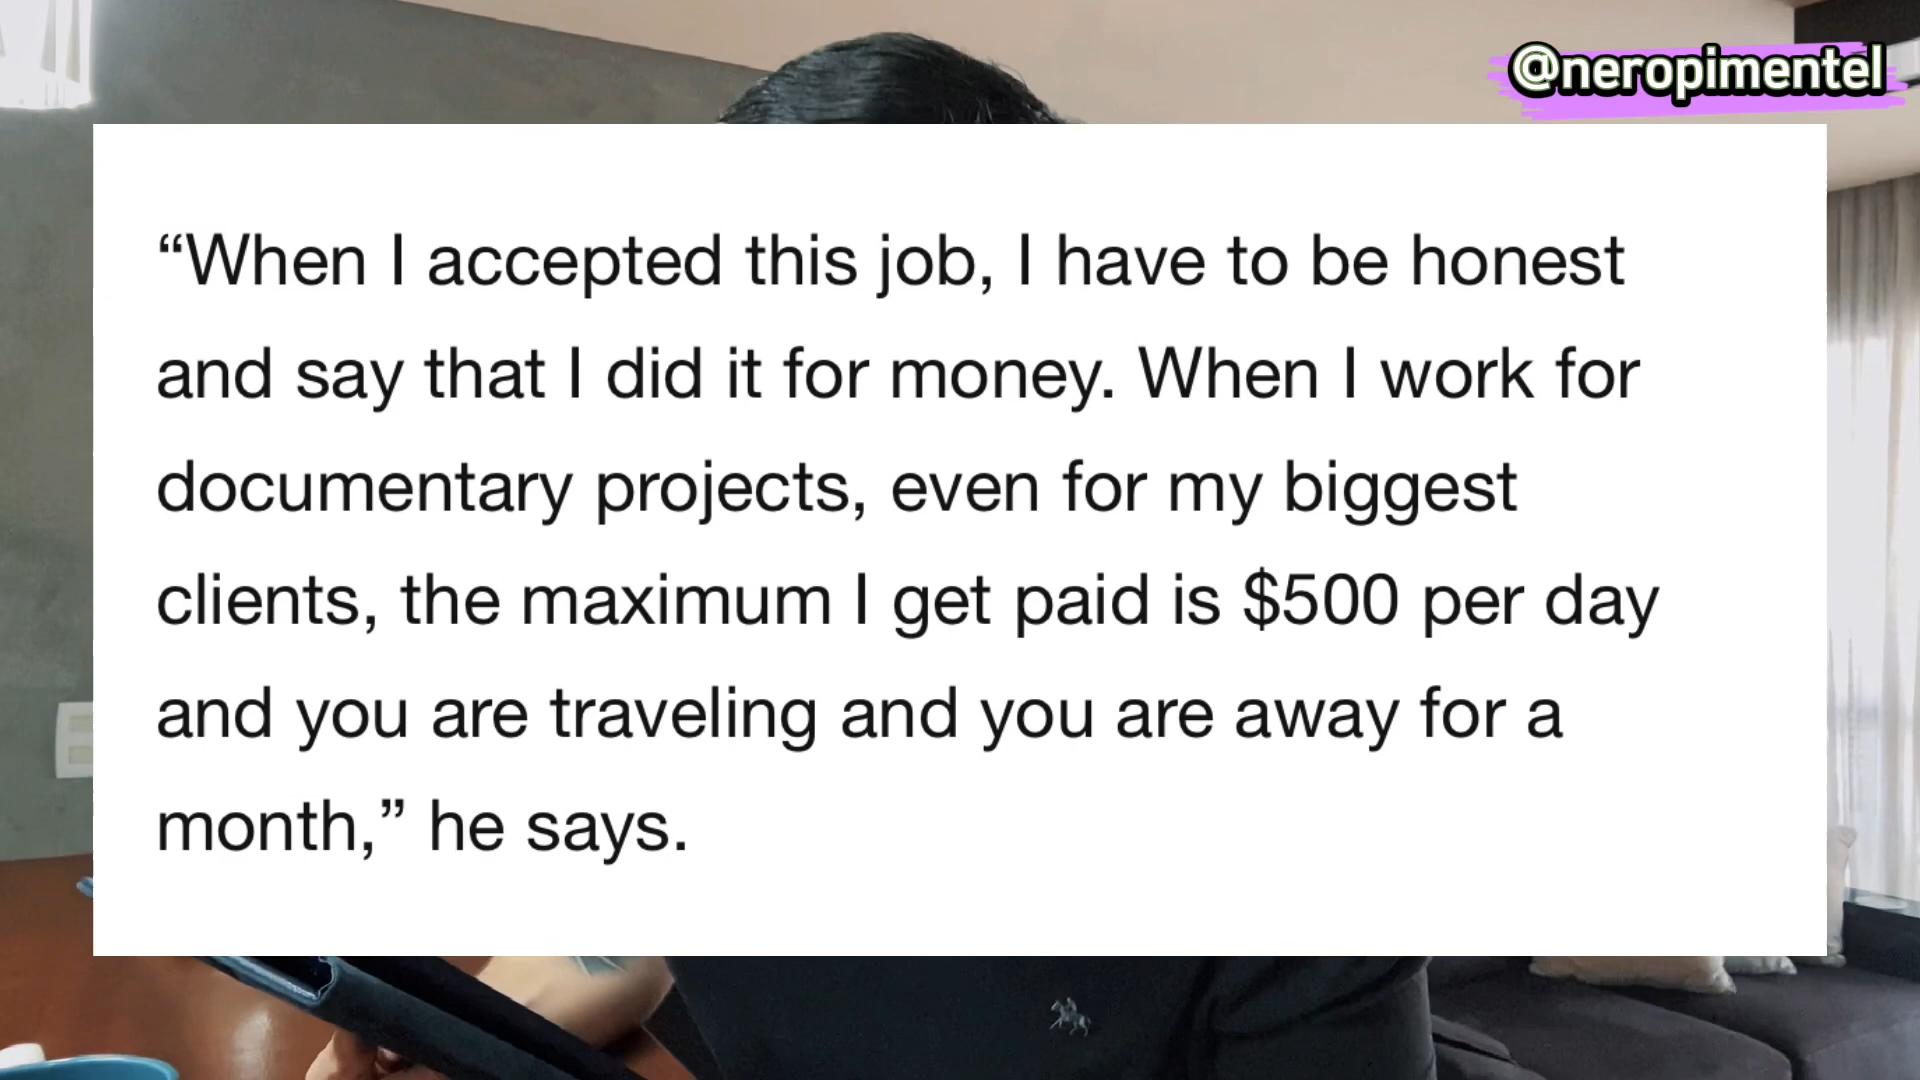 @neropimentel
“When I accepted this job, I have to be honest
and say that I did it for money. When I work for
documentary projects, even for my biggest
clients, the maximum I get paid is $500 per day
and you are traveling and you are away for a
month,” he says.